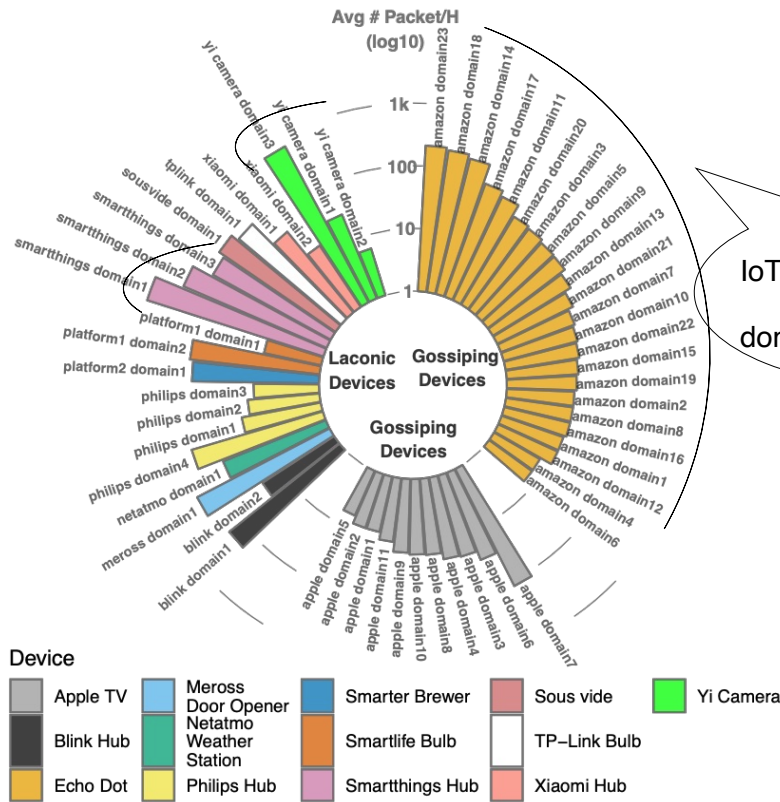 Avg # Packet/H
(log10)
1k
100
10
1
amazon domain23
amazon domain18
amazon domain14
amazon domain17
amazon domain11
amazon domain20
amazon domain3
amazon domain5
amazon domain9
amazon domain13
amazon domain21
amazon domain7
amazon domain10
amazon domain22
amazon domain15
amazon domain19
amazon domain2
amazon domain8
amazon domain16
amazon domain1
amazon domain12
amazon domain4
amazon domain6
apple domain7
apple domain6
apple domain3
apple domain4
apple domain8
apple domain10
apple domain9
apple domain11
apple domain1
apple domain2
apple domain5
blink domain1
blink domain2
meross domain1
netatmo domain1
philips domain4
philips domain1
philips domain2
philips domain3
platform2 domain1
platform1 domain2
platform1 domain1
smartthings domain1
smartthings domain2
smartthings domain3
sousvide domain1
tplink domain1
xiaomi domain1
xiaomi domain2
yi camera domain3
yi camera domain1
yi camera domain2
Laconic
Devices
Gossiping
Devices
Gossiping
Devices
IoT
dor
Device
Apple TV
Blink Hub
Echo Dot
Meross
Door Opener
Netatmo
Weather
Station
Philips Hub
Smarter Brewer
Smartlife Bulb
Smartthings Hub
Sous vide
TP−Link Bulb
Xiaomi Hub
Yi Camera